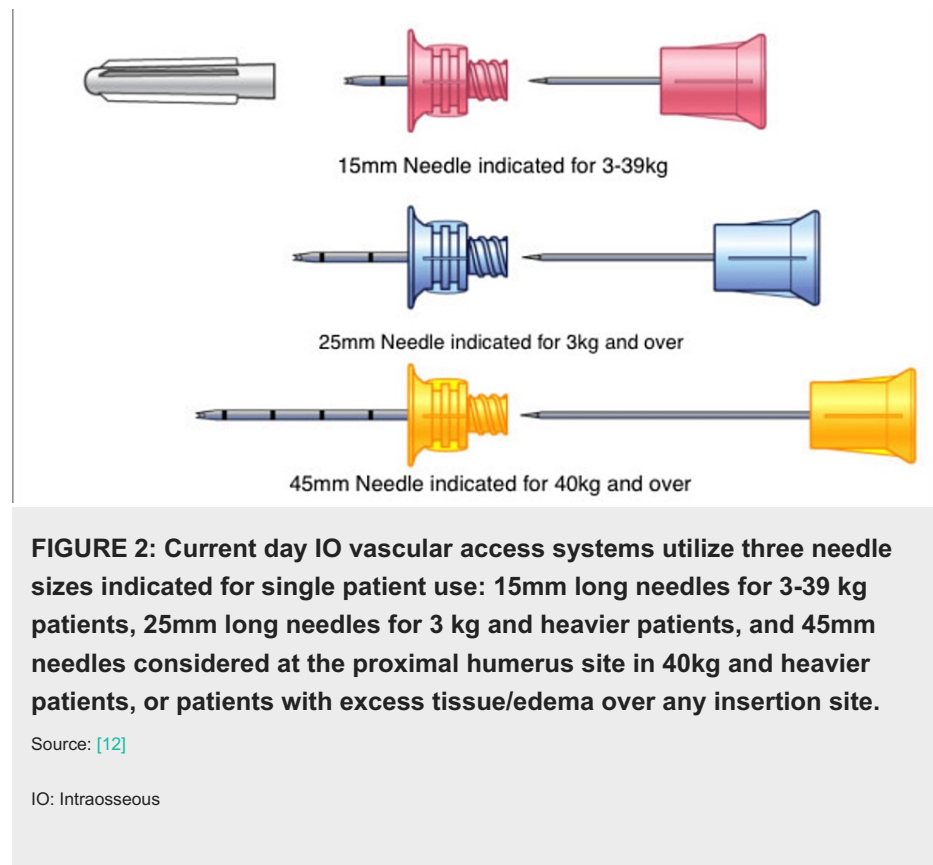 15mm Needle indicated for 3-39kg
25mm Needle indicated for 3kg and over
45mm Needle indicated for 40kg and over
FIGURE 2: Current day IO vascular access systems utilize three needle
sizes indicated for single patient use: 15mm long needles for 3-39 kg
patients, 25mm long needles for 3 kg and heavier patients, and 45mm
needles considered at the proximal humerus site in 40kg and heavier
patients, or patients with excess tissue/edema over any insertion site.
Source: [12]
IO: Intraosseous